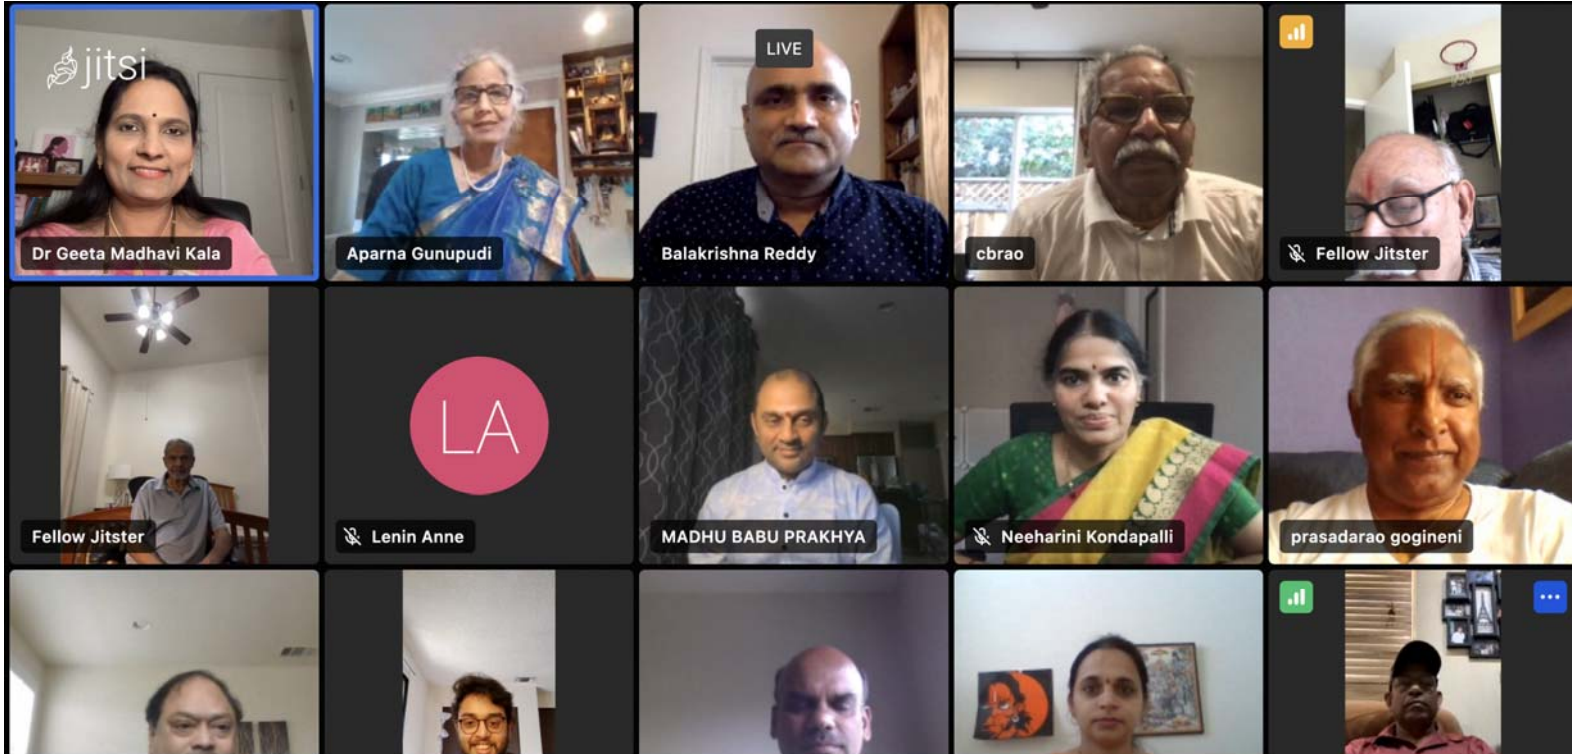 jitsi
LIVE
Dr Geeta Madhavi Kala
Aparna Gunupudi
Balakrishna Reddy
cbrao
Fellow Jitster
Fellow Jitster
LA
Lenin Anne
MADHU BABU PRAKHYA
Neeharini Kondapalli
prasadarao gogineni